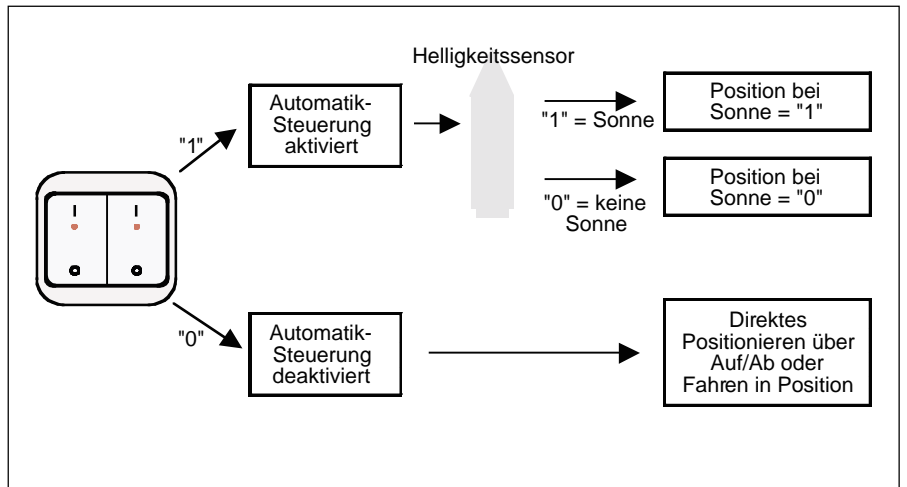 Helligkeitssensor
"1"
Automatik-
Steuerung
aktiviert
"1" = Sonne
Position bei
Sonne = "1"
"0" = keine
Sonne
Position bei
Sonne = "0"
I I
"0"
Automatik-
Steuerung
deaktiviert
Direktes
Positionieren über
Auf/Ab oder
Fahren in Position